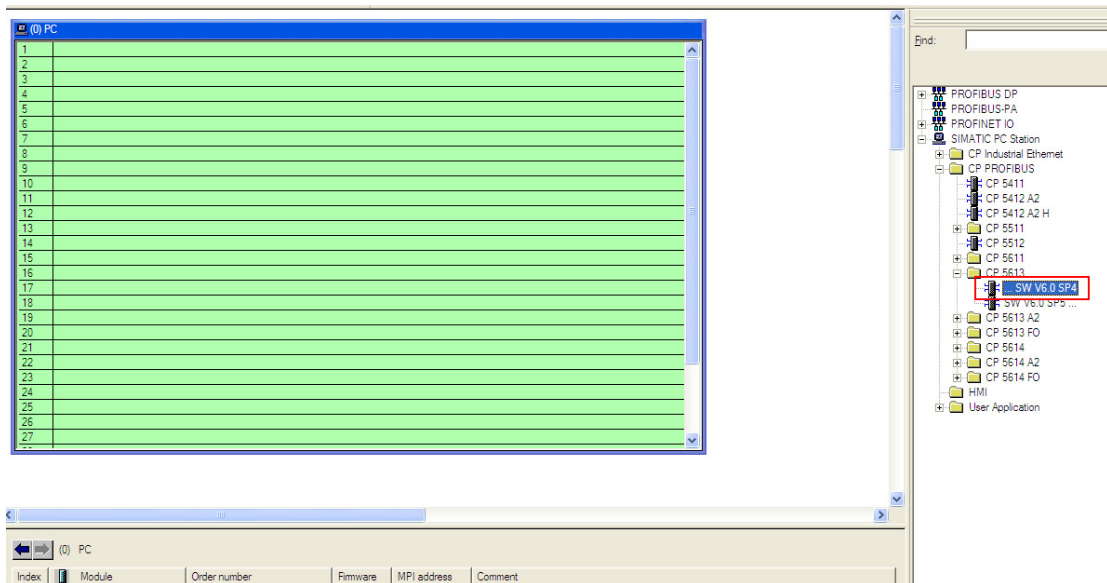 (0) PC
1
2
3
4
5
6
7
8
9
10
11
12
13
14
15
16
17
18
19
20
21
22
23
24
25
26
27
(0) PC
Index Module Order number Firmware MPI address Comment
Find:
PROFIBUS DP
PROFIBUS-PA
PROFINET IO
SIMATIC PC Station
CP Industrial Ethernet
CP PROFIBUS
CP 5411
CP 5412 A2
CP 5412 A2 H
CP 5511
CP 5512
CP 5611
CP 5613
... SW V6.0 SP4
SW V6.0 SP5 ...
CP 5613 A2
CP 5613 FO
CP 5614
CP 5614 A2
CP 5614 FO
HMI
User Application